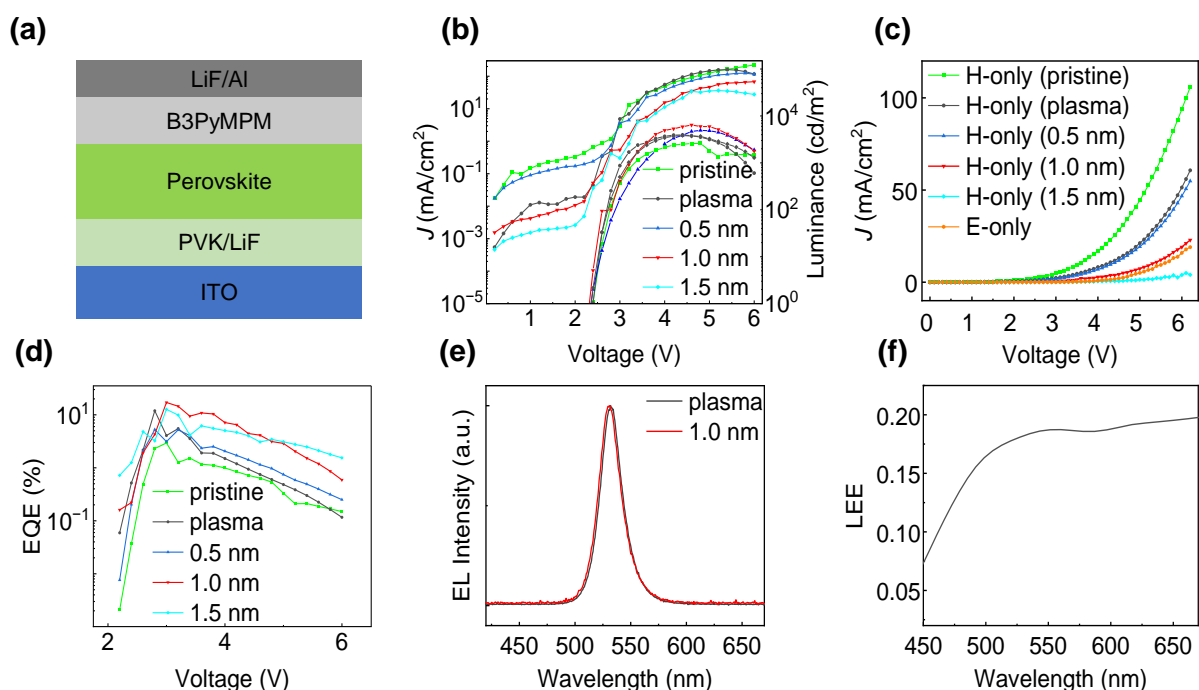 (a)
LiF/Al
B3PyMPM
Perovskite
PVK/LiF
ITO
(b)
J (mA/cm²)
10¹
10⁻¹
10⁻³
10⁻⁵
1 2 3 4 5 6
Voltage (V)
10⁴
10²
10⁰
Luminance (cd/m²)
pristine
plasma
0.5 nm
1.0 nm
1.5 nm
(c)
J (mA/cm²)
100
50
0
0 1 2 3 4 5 6
Voltage (V)
H-only (pristine)
H-only (plasma)
H-only (0.5 nm)
H-only (1.0 nm)
H-only (1.5 nm)
E-only
(d)
EQE (%)
10¹
10⁻¹
2 4 6
Voltage (V)
pristine
plasma
0.5 nm
1.0 nm
1.5 nm
(e)
EL Intensity (a.u.)
plasma
1.0 nm
450 500 550 600 650
Wavelength (nm)
(f)
LEE
0.20
0.15
0.10
0.05
450 500 550 600 650
Wavelength (nm)